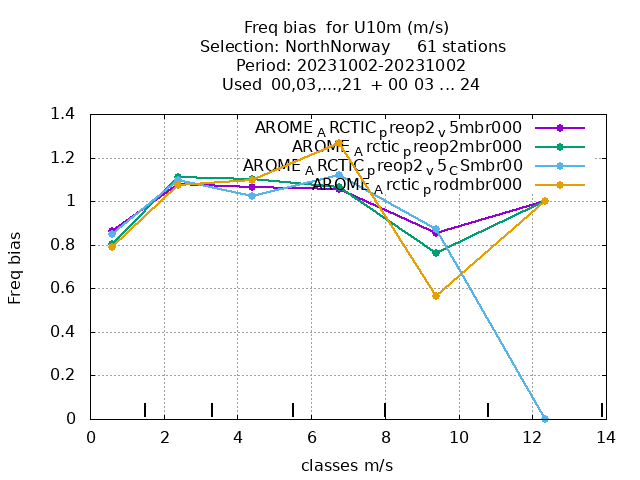 Freq bias for U10m (m/s)
Selection: NorthNorway 61 stations
Period: 20231002-20231002
Used 00,03,...,21 + 00 03 ... 24
AROME_ARCTIC_preop2_v5mbr000
AROME_Arctic_preop2mbr000
AROME_ARCTIC_preop2_v5_CSmbr00
AROME_Arctic_prodmbr000
1.4
1.2
1
0.8
0.6
0.4
0.2
0
Freq bias
0 2 4 6 8 10 12 14
classes m/s